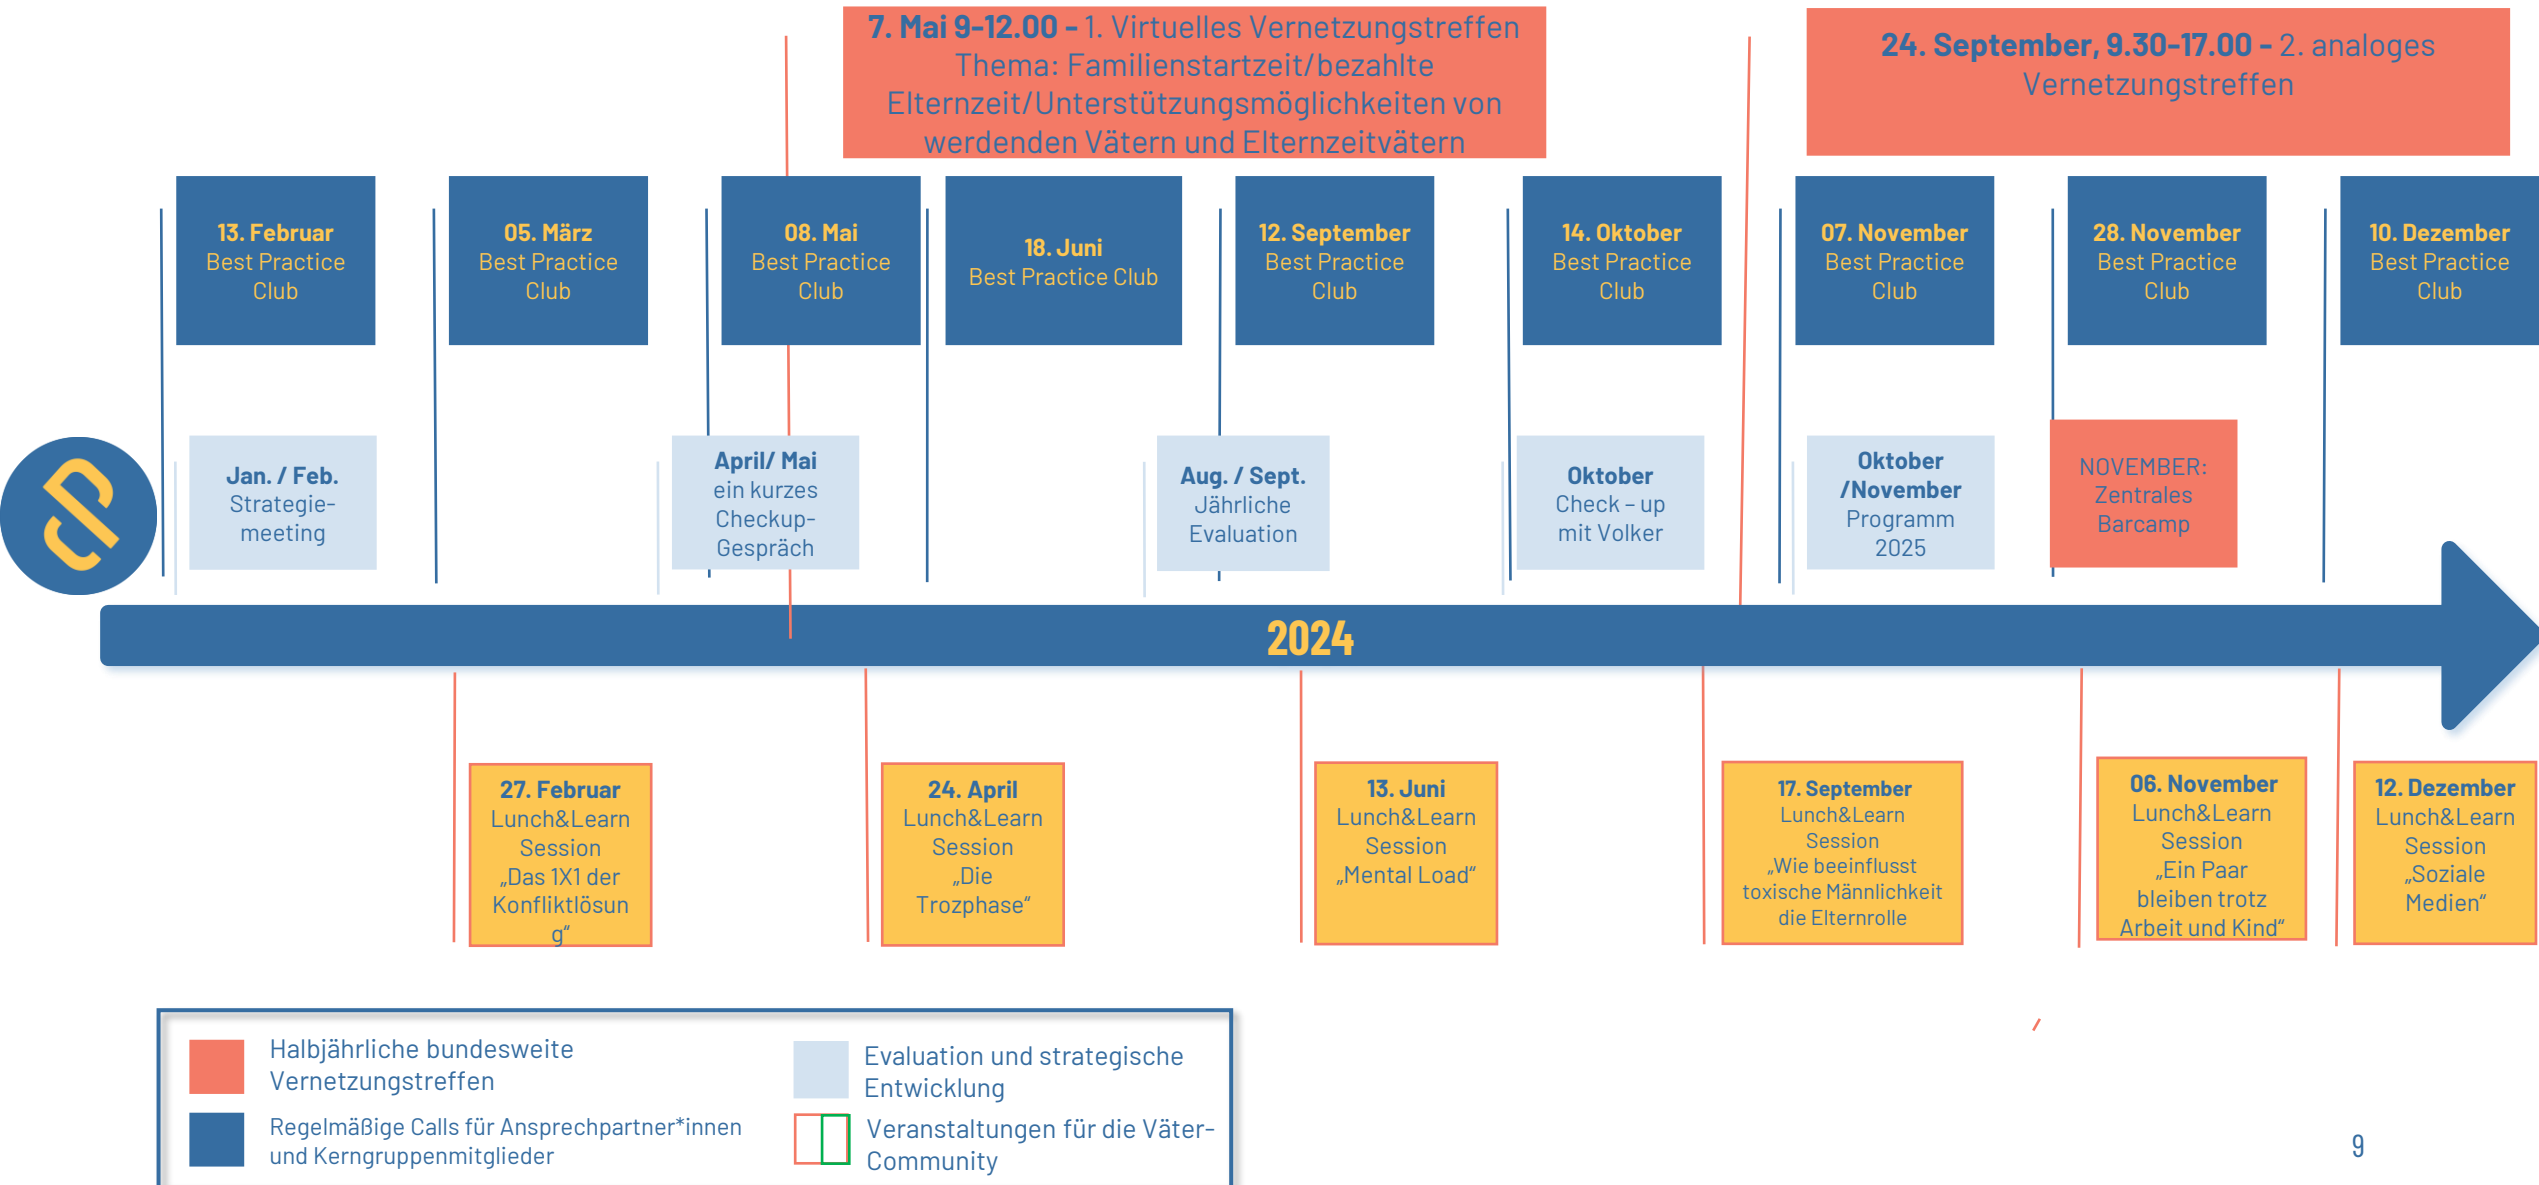 7. Mai 9-12.00 - 1. Virtuelles Vernetzungstreffen
Thema: Familienstartzeit/bezahlte
Elternzeit/Unterstützungsmöglichkeiten von
werdenden Vätern und Elternzeitvätern
24. September, 9.30-17.00 - 2. analoges
Vernetzungstreffen
13. Februar
Best Practice
Club
05. März
Best Practice
Club
08. Mai
Best Practice
Club
18. Juni
Best Practice Club
12. September
Best Practice
Club
14. Oktober
Best Practice
Club
07. November
Best Practice
Club
28. November
Best Practice
Club
10. Dezember
Best Practice
Club
Jan. / Feb.
Strategie-
meeting
April/ Mai
ein kurzes
Checkup-
Gespräch
Aug. / Sept.
Jährliche
Evaluation
Oktober
Check – up
mit Volker
Oktober
/November
Programm
2025
NOVEMBER:
Zentrales
Barcamp
2024
27. Februar
Lunch&Learn
Session
„Das 1X1 der
Konfliktlösun
g“
24. April
Lunch&Learn
Session
„Die
Trozphase“
13. Juni
Lunch&Learn
Session
„Mental Load“
17. September
Lunch&Learn
Session
„Wie beeinflusst
toxische Männlichkeit
die Elternrolle
06. November
Lunch&Learn
Session
„Ein Paar
bleiben trotz
Arbeit und Kind“
12. Dezember
Lunch&Learn
Session
„Soziale
Medien“
Halbjährliche bundesweite
Vernetzungstreffen
Regelmäßige Calls für Ansprechpartner*innen
und Kerngruppenmitglieder
Evaluation und strategische
Entwicklung
Veranstaltungen für die Väter-
Community
9